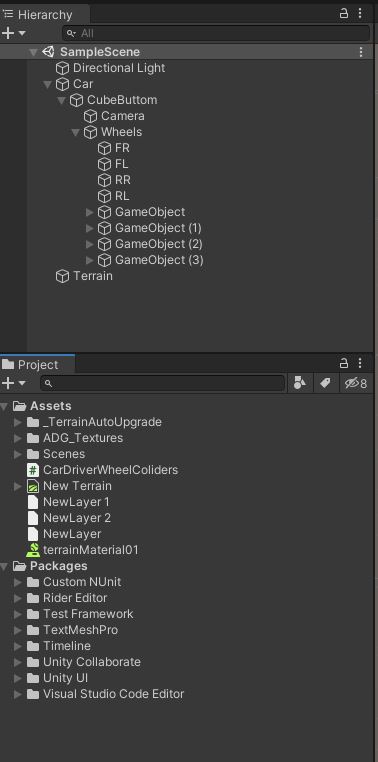 Hierarchy
All
SampleScene
Directional Light
Car
CubeButtom
Camera
Wheels
FR
FL
RR
RL
GameObject
GameObject (1)
GameObject (2)
GameObject (3)
Terrain
Project
8
Assets
_TerrainAutoUpgrade
ADG_Textures
Scenes
CarDriverWheelColiders
New Terrain
NewLayer 1
NewLayer 2
NewLayer
terrainMaterial01
Packages
Custom NUnit
Rider Editor
Test Framework
TextMeshPro
Timeline
Unity Collaborate
Unity UI
Visual Studio Code Editor